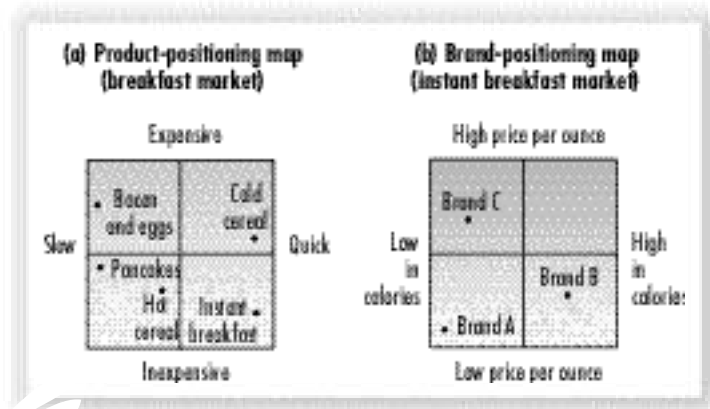 (a) Product-positioning map
(breakfast market)
Expensive
Bacon
and eggs
Cold
cereal
Slow
Quick
Pancakes
Hot
cereal
Instant
breakfast
Inexpensive
(b) Brand-positioning map
(instant breakfast market)
High price per ounce
Brand C
Low
in
calories
High
in
calories
Brand B
Brand A
Low price per ounce